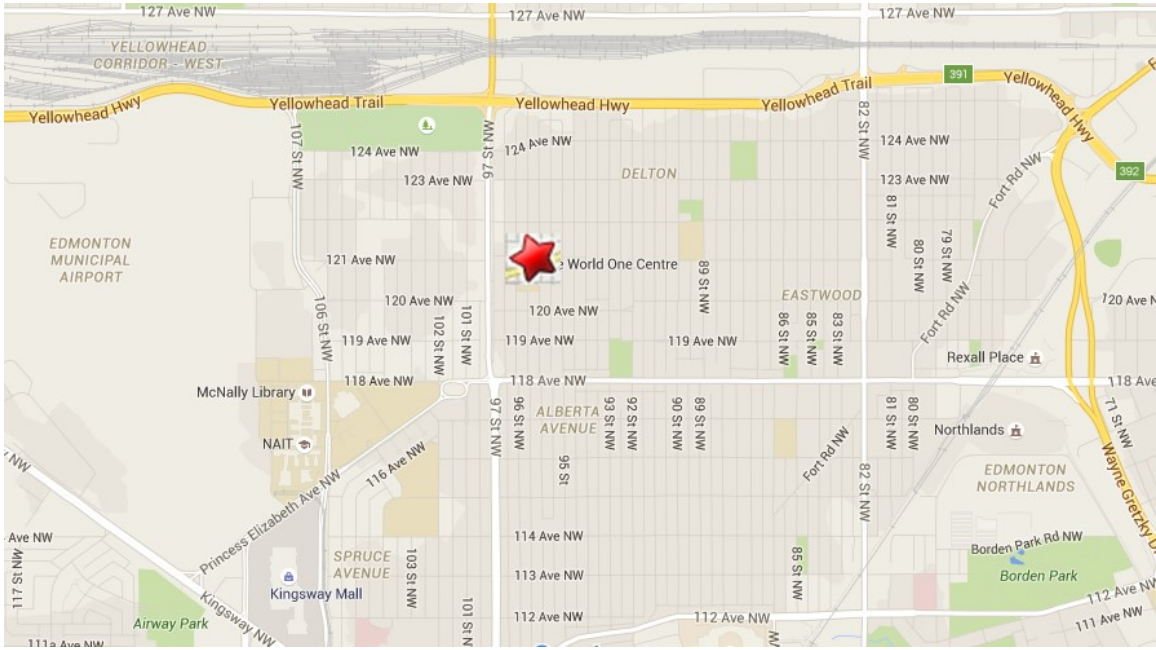 127 Ave NW
127 Ave NW
127 Ave NW
YELLOWHEAD
CORRIDOR - WEST
391
Yellowhead Hwy
Yellowhead Trail
Yellowhead Hwy
Yellowhead Trail
Yellowhead Hwy
107 St NW
97 St NW
82 St NW
124 Ave NW
124 Ave NW
124 Ave NW
392
123 Ave NW
DELTON
123 Ave NW
Fort Rd NW
81 St NW
80 St NW
79 St NW
EDMONTON
MUNICIPAL
AIRPORT
121 Ave NW
e World One Centre
89 St NW
EASTWOOD
106 St NW
120 Ave NW
120 Ave NW
120 Ave N
102 St NW
101 St NW
86 St NW
85 St NW
83 St NW
Fort Rd NW
119 Ave NW
119 Ave NW
119 Ave NW
Rexall Place
118 Ave NW
118 Ave NW
118 Ave
McNally Library
97 St NW
96 St NW
ALBERTA
AVENUE
93 St NW
92 St NW
90 St NW
89 St NW
81 St NW
80 St NW
71 St NW
NAIT
Northlands
116 Ave NW
95 St
Fort Rd NW
82 St NW
EDMONTON
NORTHLANDS
Wayne Gretzky D
NW
Princess Elizabeth Ave NW
Ave NW
114 Ave NW
Borden Park Rd NW
117 St NW
SPRUCE
AVENUE
103 St NW
113 Ave NW
85 St NW
Borden Park
Kingsway Mall
112 Ave NW
Kingsway NW
101 St
112 Ave NW
112 Ave NW
Airway Park
111 Ave NW
111a Ave NW